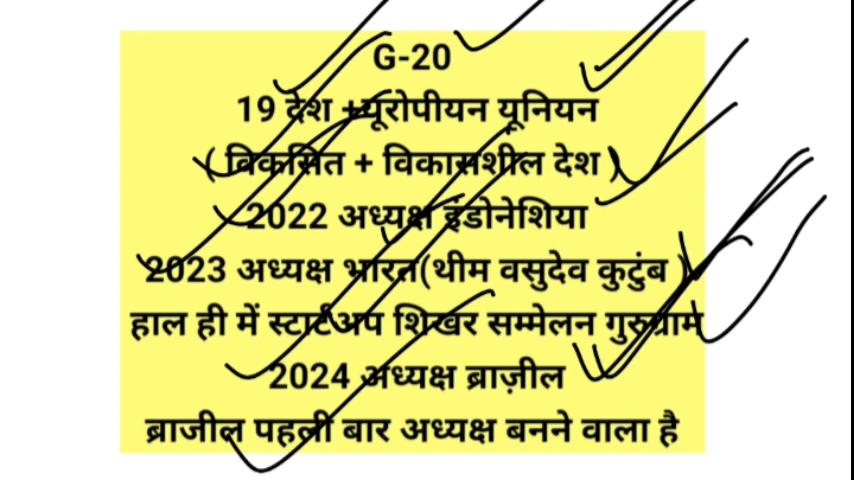 G-20
19 देश +यूरोपीयन यूनियन
( विकसित + विकासशील देश )
2022 अध्यक्ष इंडोनेशिया
2023 अध्यक्ष भारत(थीम वसुदेव कुटुंब )
हाल ही में स्टार्टअप शिखर सम्मेलन गुरुग्राम
2024 अध्यक्ष ब्राज़ील
ब्राजील पहली बार अध्यक्ष बनने वाला है